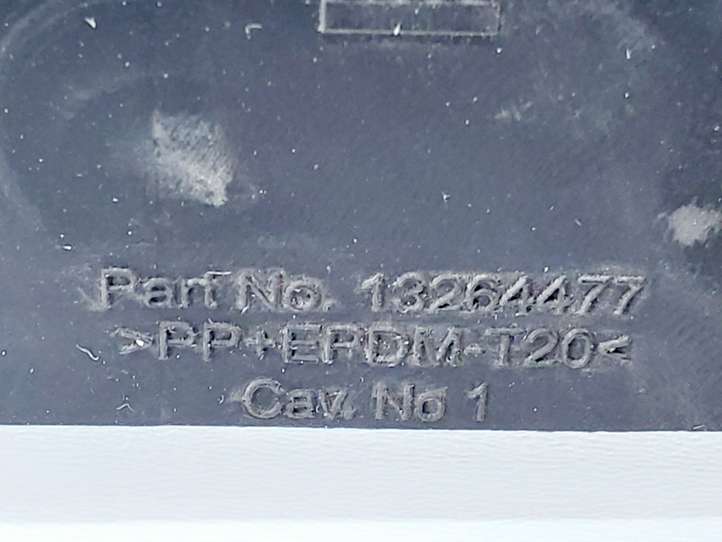 Part No. 13264477
>PP+EPDM-T20<
Cav. No 1